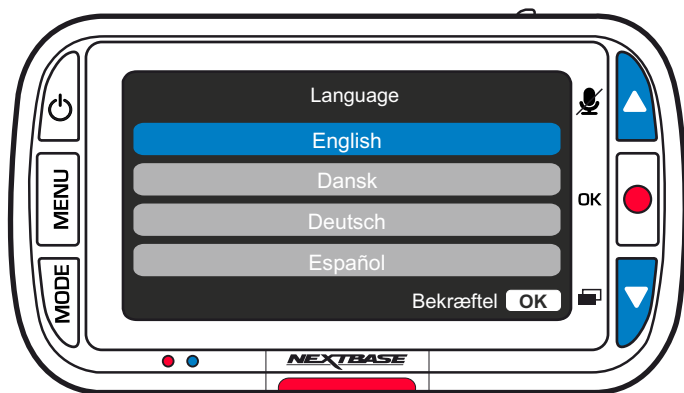 Language
English
Dansk
Deutsch
Español
Bekræftel OK
MENU
MODE
OK
NEXTBASE